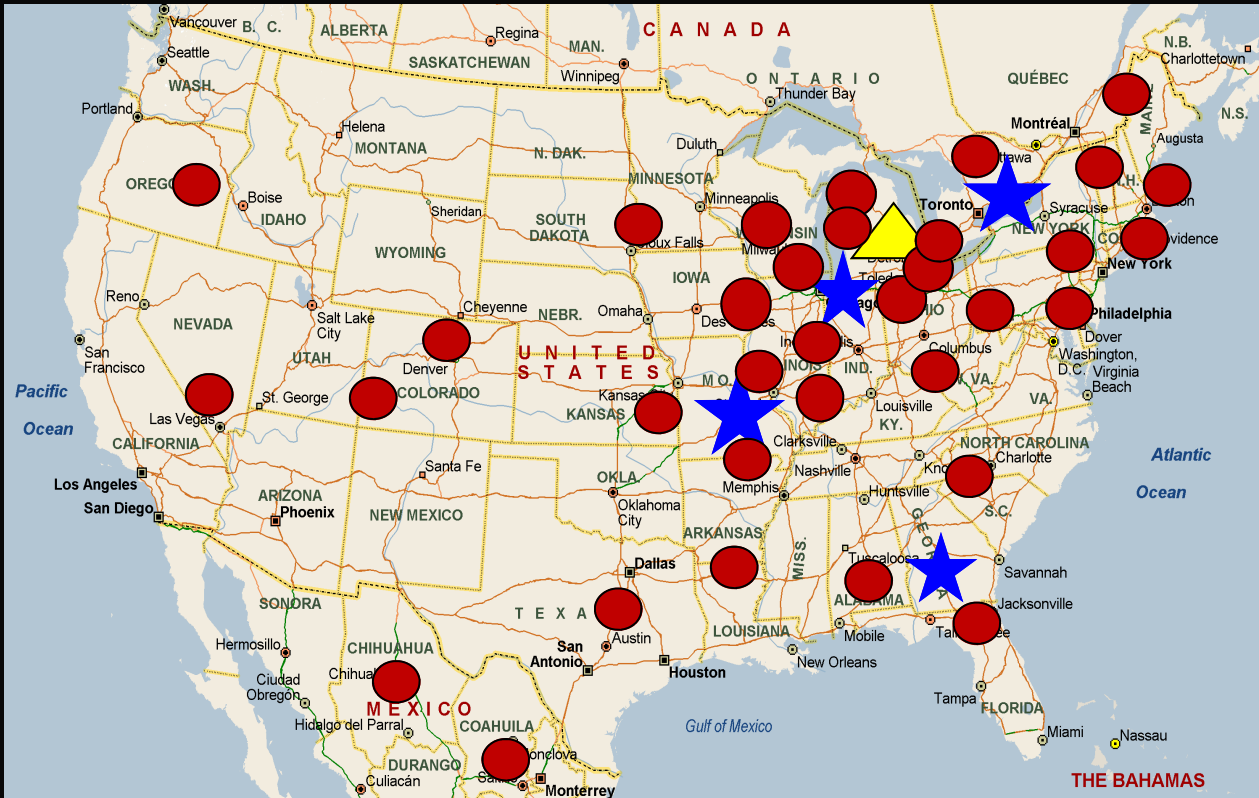 Vancouver
B. C.
ALBERTA
Regina
CANADA
MAN.
SASKATCHEWAN
Winnipeg
Seattle
WASH.
ONTARIO
Thunder Bay
QUÉBEC
N.B.
Charlottetown
N.S.
Portland
Helena
MONTANA
N. DAK.
Duluth
Montréal
Augusta
MINNESOTA
Boise
IDAHO
Sheridan
Minneapolis
Toronto
Syracuse
N.H.
SOUTH
DAKOTA
Sioux Falls
NEW YORK
WYOMING
New York
IOWA
Reno
Salt Lake
City
Cheyenne
NEBR.
Omaha
Philadelphia
NEVADA
Dover
San
Francisco
UTAH
Denver
UNITED
STATES
Columbus
Washington,
D.C.
Virginia
Beach
Pacific
Ocean
St. George
COLORADO
KANSAS
MO.
IND.
VA.
Louisville
KY.
Las Vegas
CALIFORNIA
Clarksville
Nashville
NORTH CAROLINA
Charlotte
Atlantic
Ocean
Santa Fe
Los Angeles
San Diego
ARIZONA
Phoenix
NEW MEXICO
OKLA.
Oklahoma
City
Memphis
Huntsville
S.C.
ARKANSAS
MISS.
Tuscaloosa
Dallas
Savannah
SONORA
ALABAMA
Jacksonville
Austin
LOUISIANA
Mobile
Hermosillo
CHIHUAHUA
San
Antonio
Houston
New Orleans
Ciudad
Obregón
MEXICO
Tampa
FLORIDA
Hidalgo del Parral
COAHUILA
Gulf of Mexico
Miami
Nassau
DURANGO
Culiacán
Monterrey
THE BAHAMAS